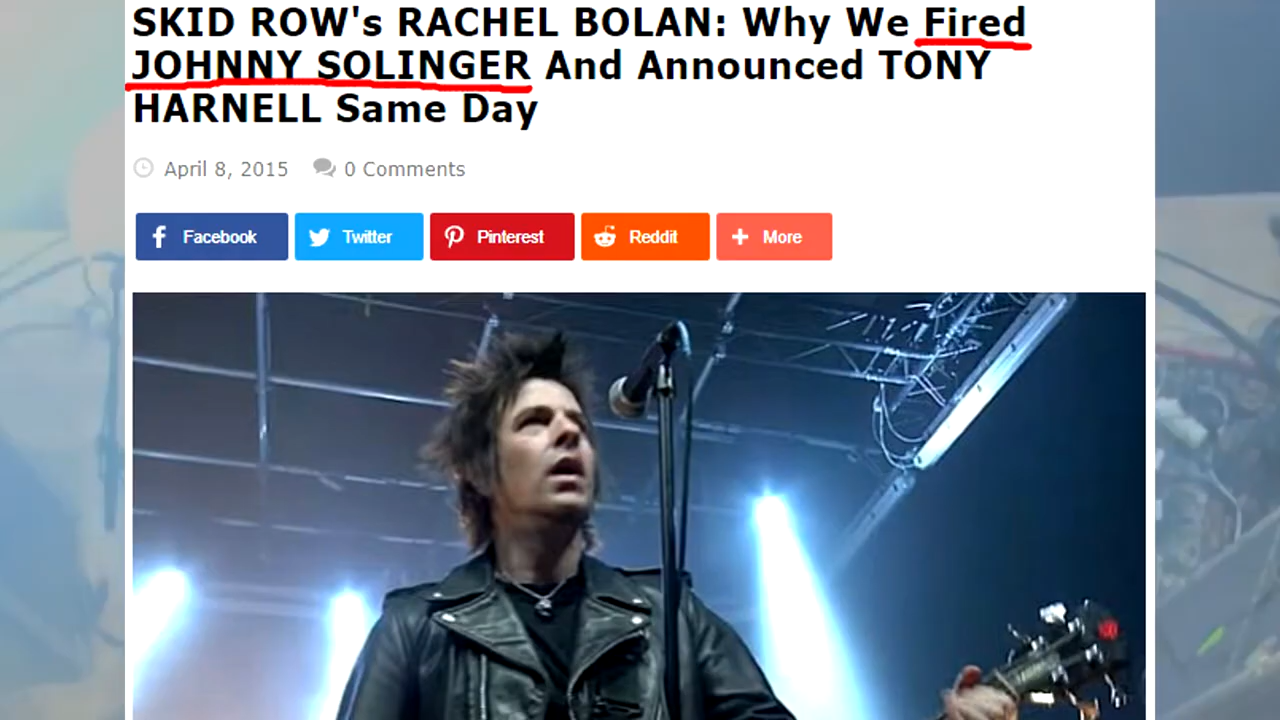 SKID ROW's RACHEL BOLAN: Why We Fired
JOHNNY SOLINGER And Announced TONY
HARNELL Same Day
April 8, 2015 0 Comments
Facebook Twitter Pinterest Reddit More